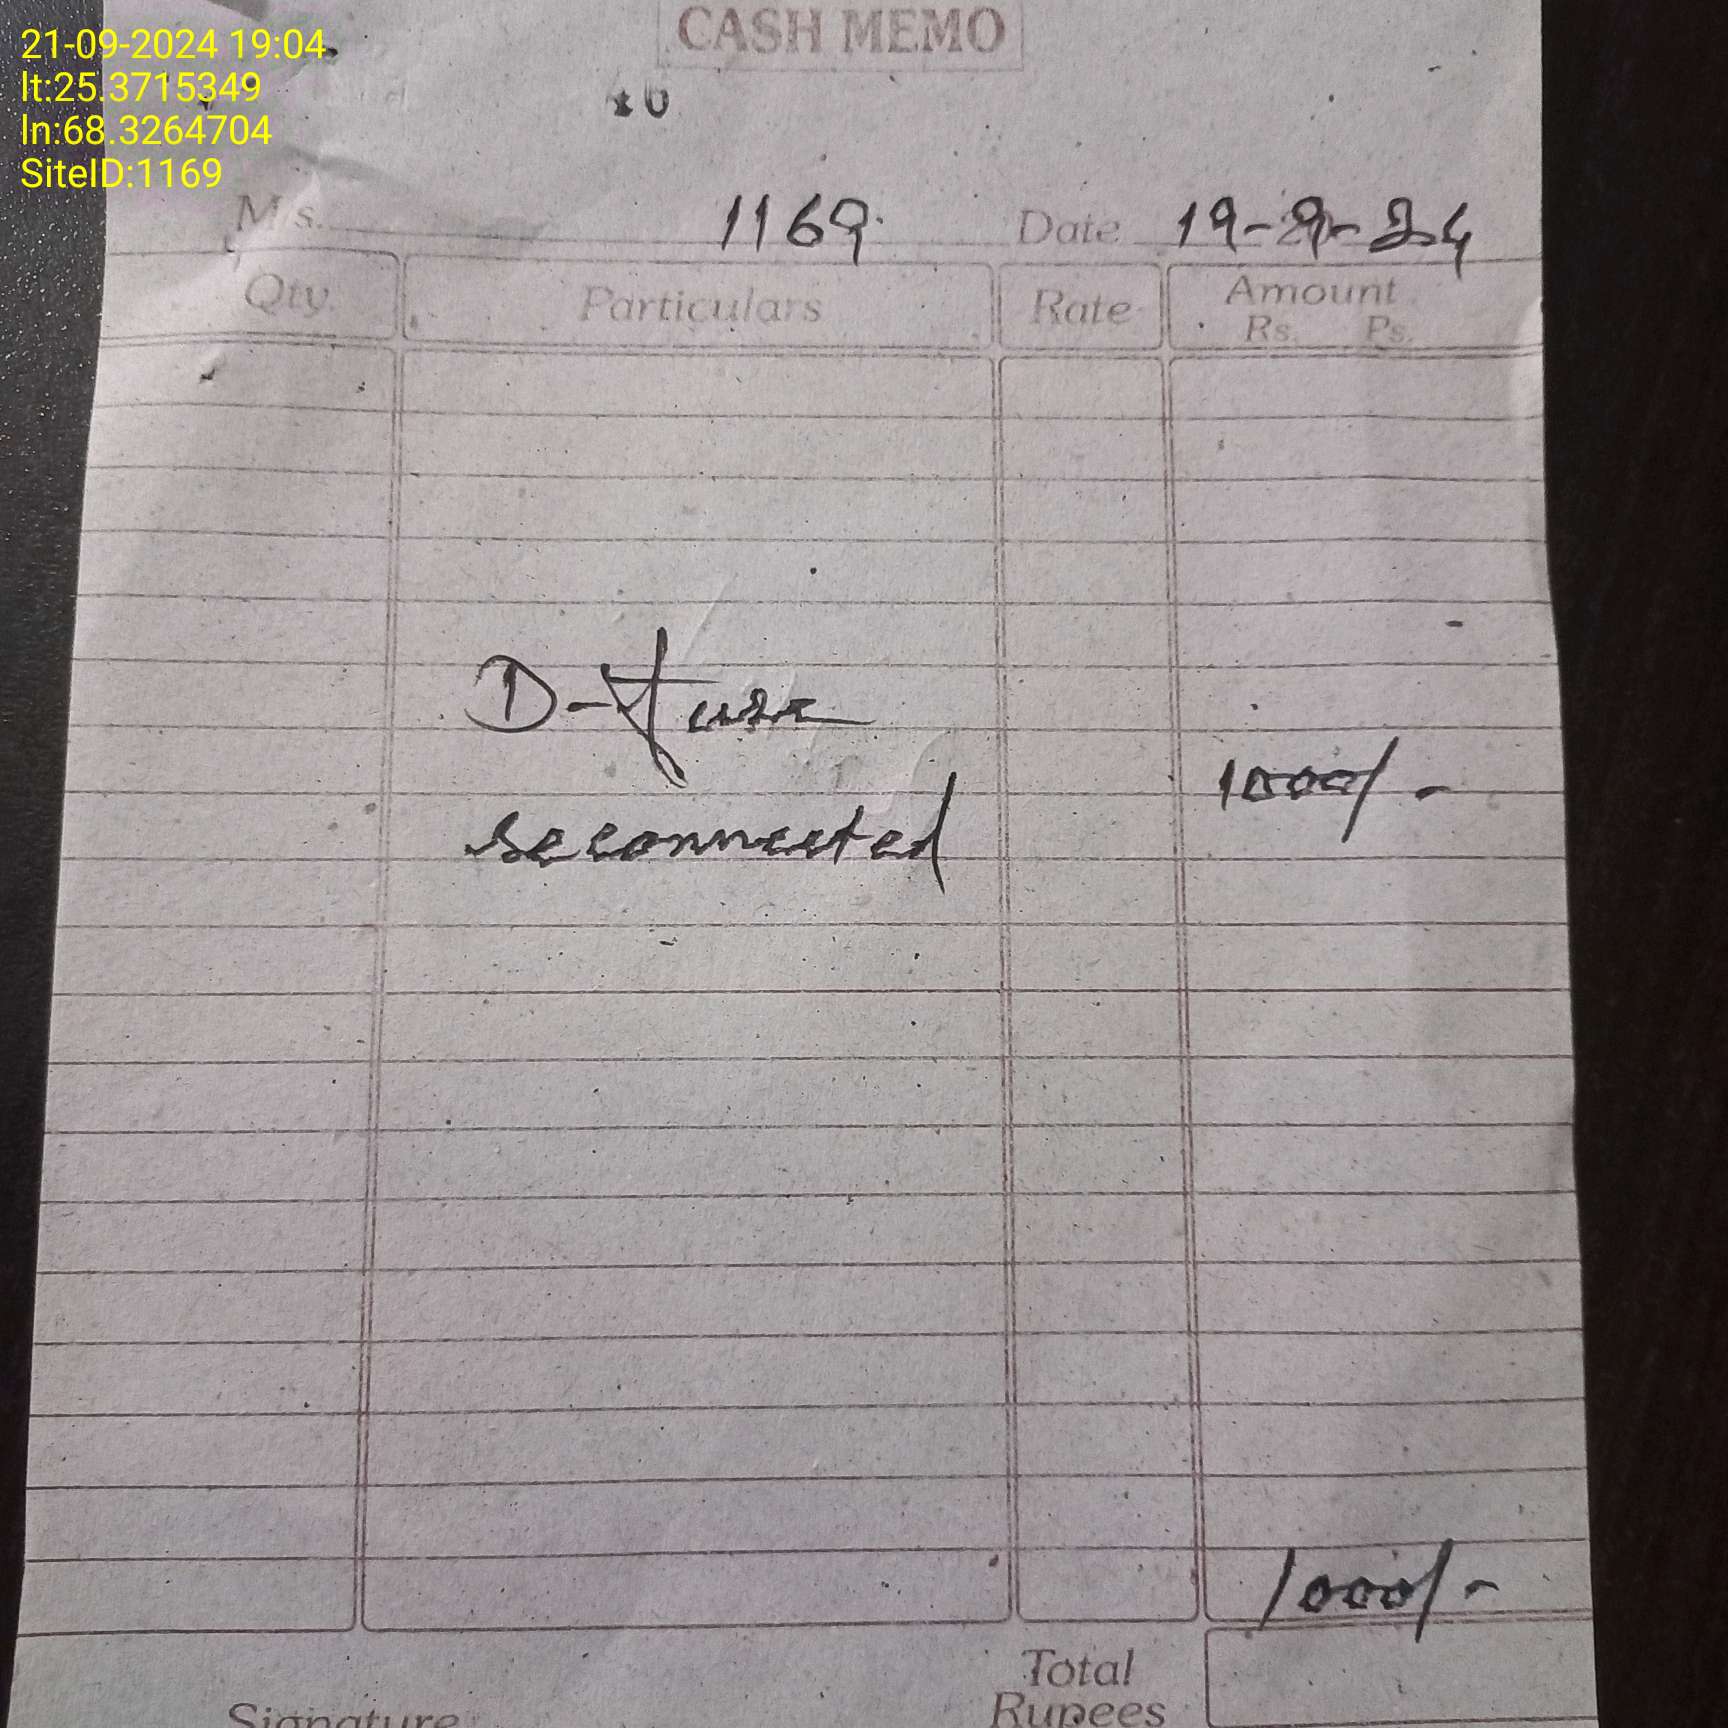 21-09-2024 19:04
lt:25.3715349
ln:68.3264704
SiteID:1169
CASH MEMO
M/s. 1169 Date 19-9-24
Qty. Particulars Rate Amount
Rs. Ps.
D-fuse
reconnected
1000/-
1000/-
Total
Rupees
Signature